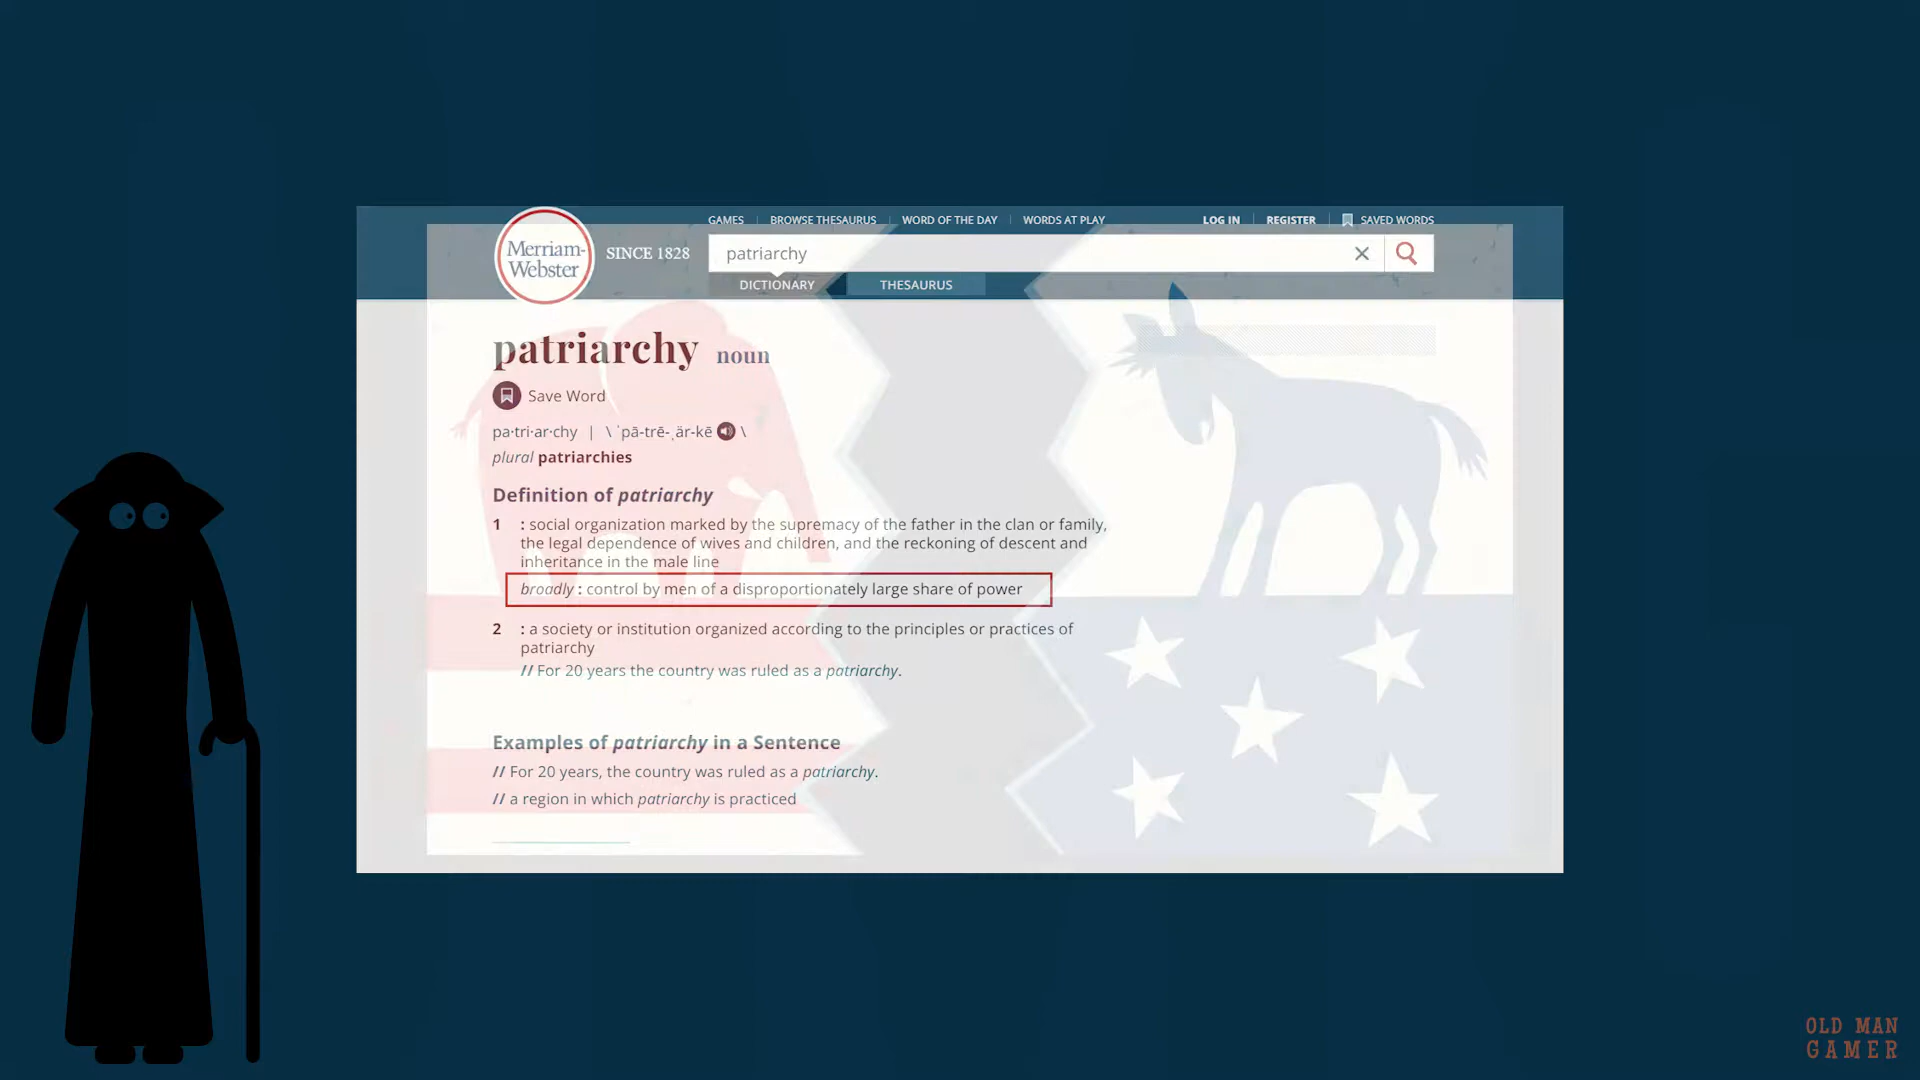 GAMES BROWSE THESAURUS WORD OF THE DAY WORDS AT PLAY LOG IN REGISTER SAVED WORDS
Merriam-
Webster
SINCE 1828
patriarchy
DICTIONARY THESAURUS
patriarchy noun
Save Word
pa·tri·ar·chy | \ ˈpā-trē-ˌär-kē \
plural patriarchies
Definition of patriarchy
1 : social organization marked by the supremacy of the father in the clan or family,
the legal dependence of wives and children, and the reckoning of descent and
inheritance in the male line
broadly : control by men of a disproportionately large share of power
2 : a society or institution organized according to the principles or practices of
patriarchy
// For 20 years the country was ruled as a patriarchy.
Examples of patriarchy in a Sentence
// For 20 years, the country was ruled as a patriarchy.
// a region in which patriarchy is practiced
OLD MAN
GAMER